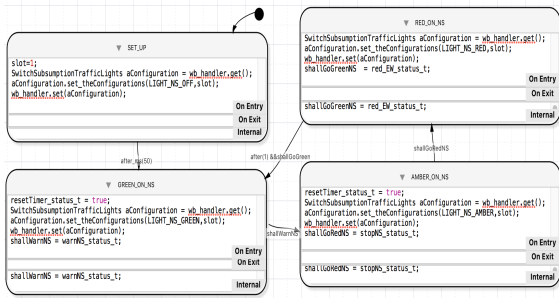 SET_UP
slot=1;
SwitchSubsumptionTrafficLights aConfiguration = wb_handler.get();
aConfiguration.set_theConfigurations(LIGHT_NS_OFF,slot);
wb_handler.set(aConfiguration);
On Entry
On Exit
Internal
RED_ON_NS
SwitchSubsumptionTrafficLights aConfiguration = wb_handler.get();
aConfiguration.set_theConfigurations(LIGHT_NS_RED,slot);
wb_handler.set(aConfiguration);
shallGoGreenNS = red_EW_status_t;
On Entry
On Exit
shallGoGreenNS = red_EW_status_t;
Internal
after_ms(50)
after(1) &&shallGoGreen
shallGoRedNS
GREEN_ON_NS
resetTimer_status_t = true;
SwitchSubsumptionTrafficLights aConfiguration = wb_handler.get();
aConfiguration.set_theConfigurations(LIGHT_NS_GREEN,slot);
wb_handler.set(aConfiguration);
shallWarnNS = warnNS_status_t;
On Entry
On Exit
shallWarnNS = warnNS_status_t;
Internal
shallWarnNS
AMBER_ON_NS
resetTimer_status_t = true;
SwitchSubsumptionTrafficLights aConfiguration = wb_handler.get();
aConfiguration.set_theConfigurations(LIGHT_NS_AMBER,slot);
wb_handler.set(aConfiguration);
shallGoRedNS = stopNS_status_t;
On Entry
On Exit
shallGoRedNS = stopNS_status_t;
Internal